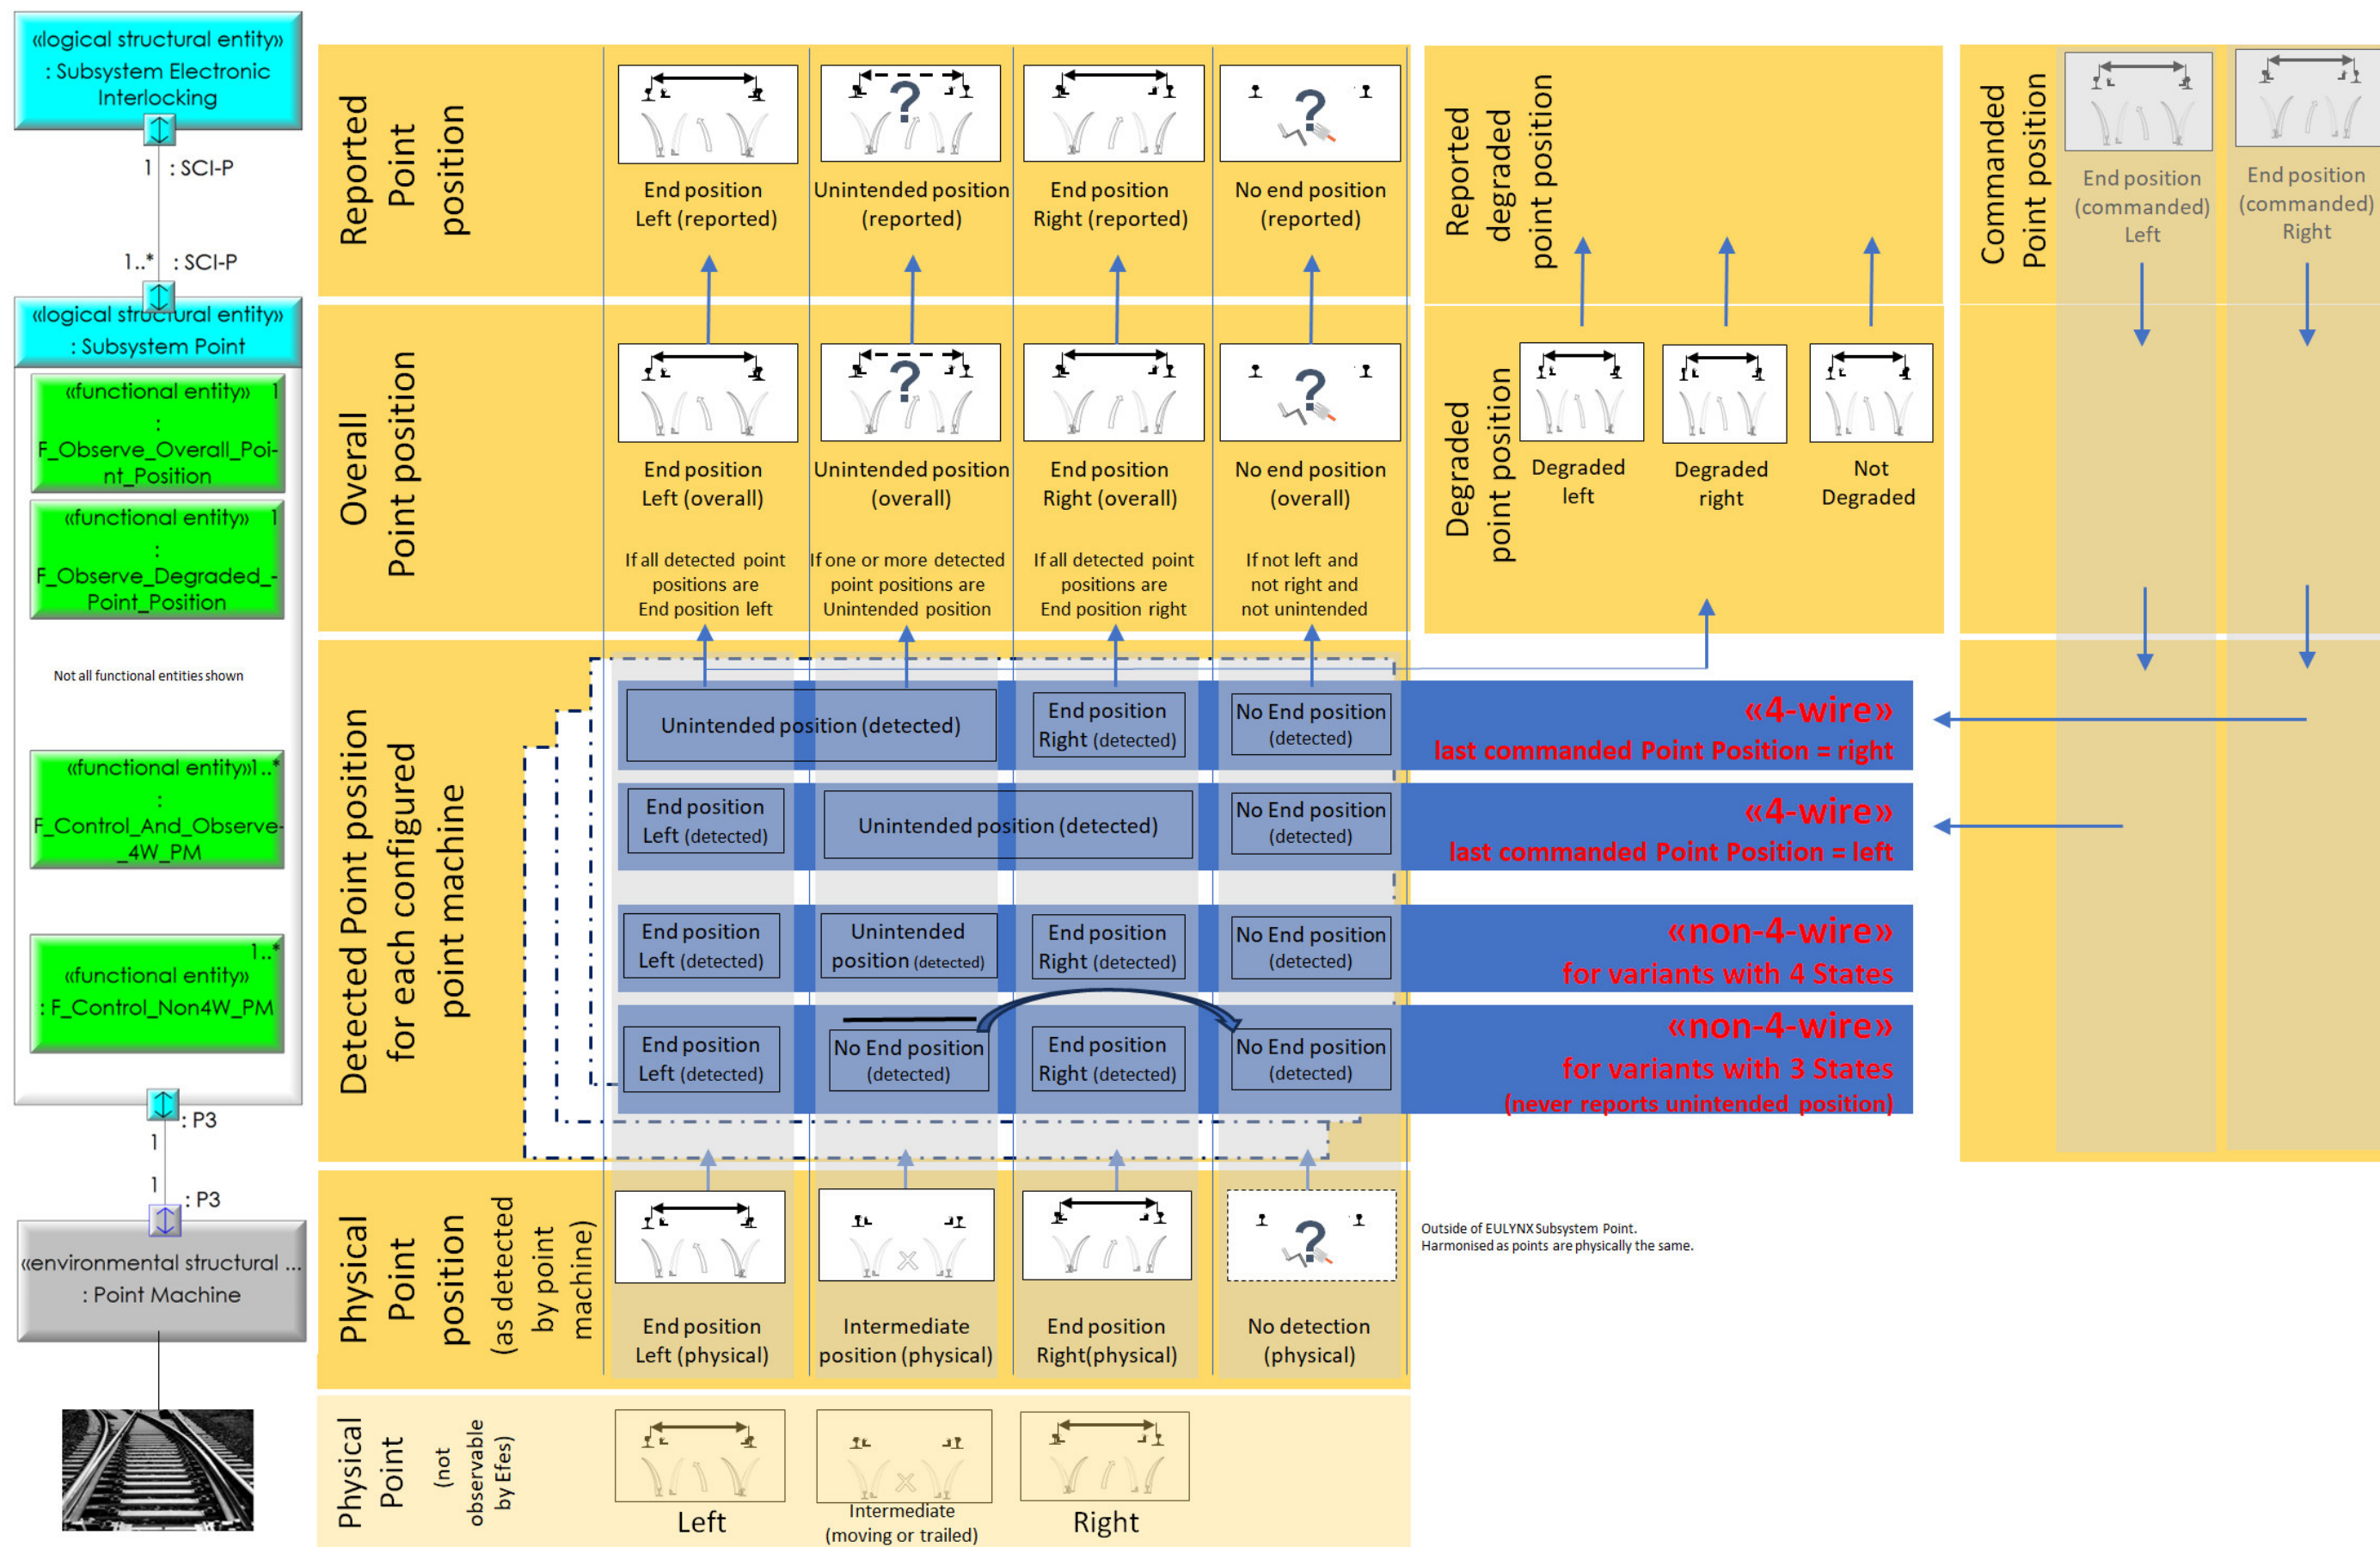 «logical structural entity»
: Subsystem Electronic
Interlocking
1 : SCI-P
1..* : SCI-P
«logical structural entity»
: Subsystem Point
«functional entity» 1
:
F_Observe_Overall_Poi-
nt_Position
«functional entity» 1
:
F_Observe_Degraded_-
Point_Position
Not all functional entities shown
«functional entity»1..*
:
F_Control_And_Observe-
_4W_PM
1..*
«functional entity»
: F_Control_Non4W_PM
: P3
1
1
: P3
«environmental structural ...
: Point Machine
Reported
Point
position
End position
Left (reported)
Unintended position
(reported)
End position
Right (reported)
?
No end position
(reported)
?
Overall
Point position
End position
Left (overall)
If all detected point
positions are
End position left
?
Unintended position
(overall)
If one or more detected
point positions are
Unintended position
End position
Right (overall)
If all detected point
positions are
End position right
?
No end position
(overall)
If not left and
not right and
not unintended
Reported
degraded
point position
Degraded
point position
Degraded
left
Degraded
right
Not
Degraded
Commanded
Point position
End position
(commanded)
Left
End position
(commanded)
Right
Detected Point position
for each configured
point machine
Unintended position (detected)
End position
Right (detected)
No End position
(detected)
«4-wire»
last commanded Point Position = right
End position
Left (detected)
Unintended position (detected)
No End position
(detected)
«4-wire»
last commanded Point Position = left
End position
Left (detected)
Unintended
position (detected)
End position
Right (detected)
No End position
(detected)
«non-4-wire»
for variants with 4 States
End position
Left (detected)
No End position
(detected)
End position
Right (detected)
No End position
(detected)
«non-4-wire»
for variants with 3 States
(never reports unintended position)
Physical
Point
position
(as detected
by point
machine)
End position
Left (physical)
Intermediate
position (physical)
End position
Right(physical)
?
No detection
(physical)
Outside of EULYNX Subsystem Point.
Harmonised as points are physically the same.
Physical
Point
(not
observable
by Efes)
Left
Intermediate
(moving or trailed)
Right